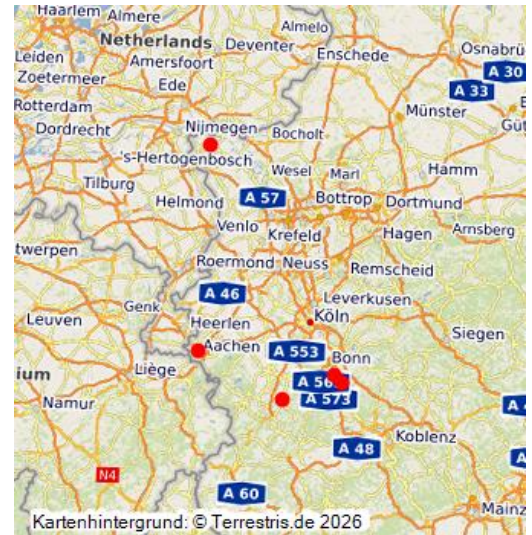 Haarlem Almere
Almelo
Netherlands
Deventer
Osnabrü
Leiden
Amersfoort
Enschede
A 30
Zoetermeer
Ede
A 33
Rotterdam
Münster
Güt
Dordrecht
Nijmegen
Bocholt
's-Hertogenbosch
Wesel
Marl
Hamm
Tilburg
A 57
Bottrop
Dortmund
Helmond
Krefeld
Arnsberg
Venlo
Hagen
twerpen
Roermond
Neuss
Remscheid
A 46
Leverkusen
Genk
Köln
Heerlen
Siegen
Leuven
Aachen
A 553
Bonn
Liège
A 56
ium
A 573
A 4
Namur
Koblenz
A 48
N4
A
A 60
Mainz
Kartenhintergrund: © Terrestris.de 2026